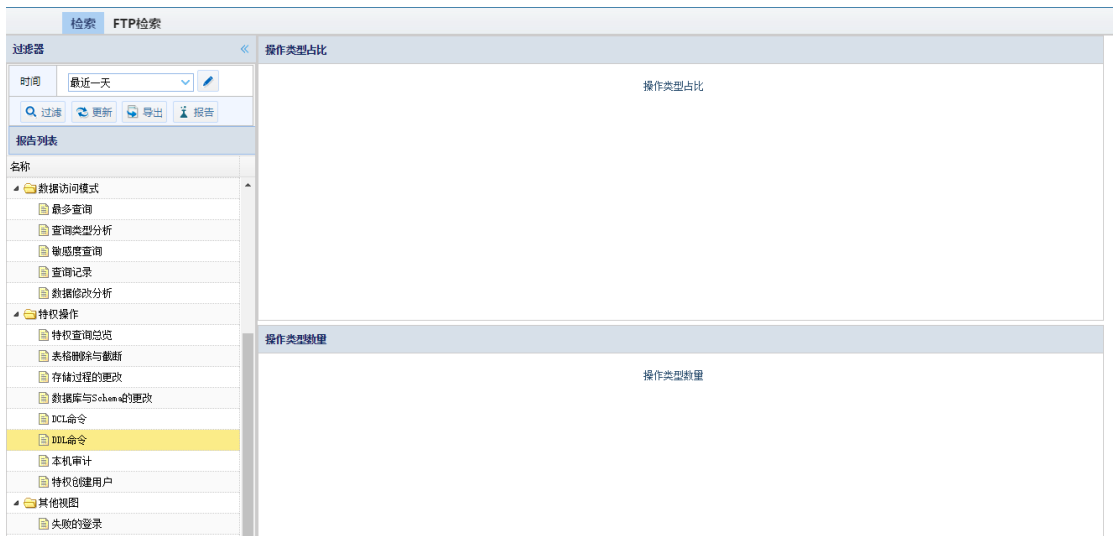 检索 FTP检索
过滤器
时间 最近一天
过滤 更新 导出 报告
报告列表
名称
数据访问模式
最多查询
查询类型分析
敏感度查询
查询记录
数据修改分析
特权操作
特权查询总览
表格删除与截断
存储过程的更改
数据库与Schema的更改
DCL命令
DDL命令
本机审计
特权创建用户
其他视图
失败的登录
操作类型占比
操作类型占比
操作类型数量
操作类型数量